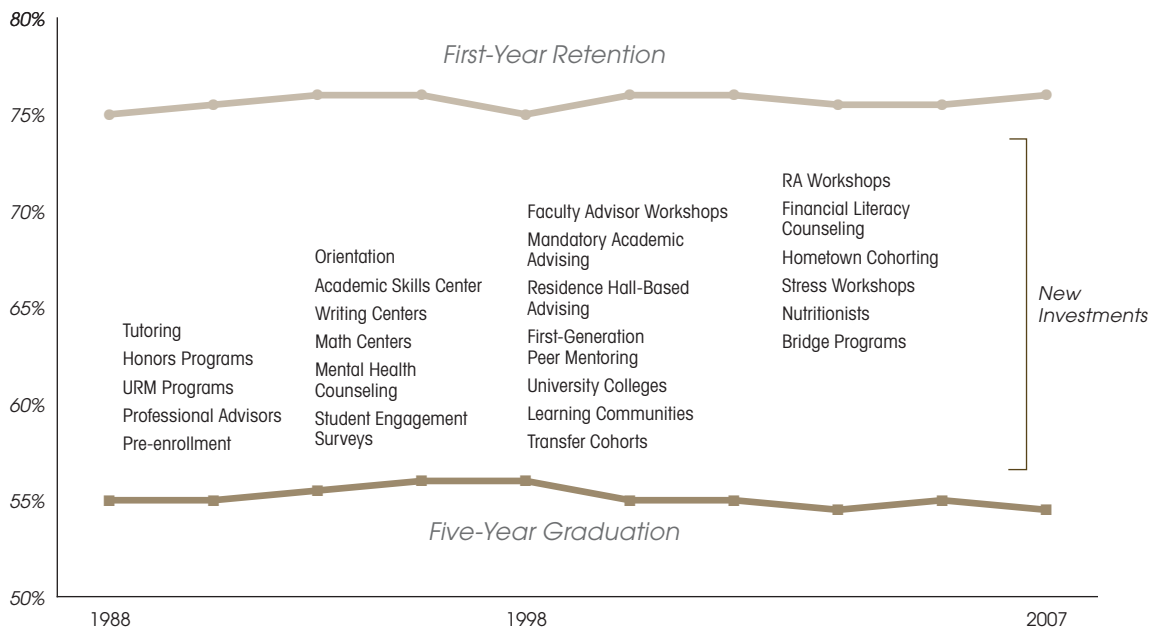 80%
First-Year Retention
75%
70%
65%
60%
55%
50%
Tutoring
Honors Programs
URM Programs
Professional Advisors
Pre-enrollment
Orientation
Academic Skills Center
Writing Centers
Math Centers
Mental Health
Counseling
Student Engagement
Surveys
Faculty Advisor Workshops
Mandatory Academic
Advising
Residence Hall-Based
Advising
First-Generation
Peer Mentoring
University Colleges
Learning Communities
Transfer Cohorts
RA Workshops
Financial Literacy
Counseling
Hometown Cohorting
Stress Workshops
Nutritionists
Bridge Programs
New
Investments
Five-Year Graduation
1988
1998
2007